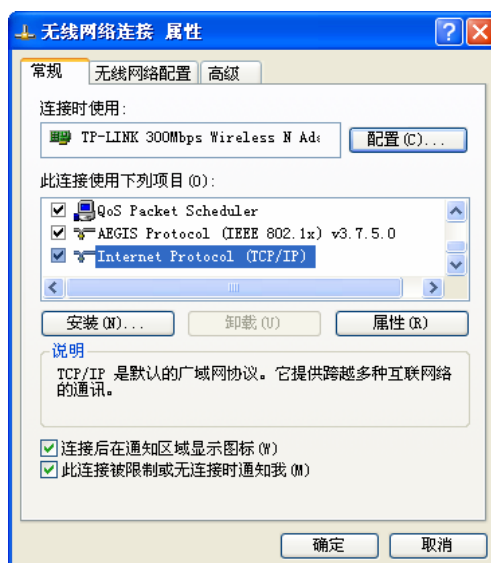 无线网络连接 属性
常规 无线网络配置 高级
连接时使用:
TP-LINK 300Mbps Wireless N Ada
配置(C)...
此连接使用下列项目(O):
QoS Packet Scheduler
AEGIS Protocol (IEEE 802.1x) v3.7.5.0
Internet Protocol (TCP/IP)
安装(N)... 卸载(U) 属性(R)
说明
TCP/IP 是默认的广域网协议。它提供跨越多种互联网络
的通讯。
连接后在通知区域显示图标(W)
此连接被限制或无连接时通知我(M)
确定 取消